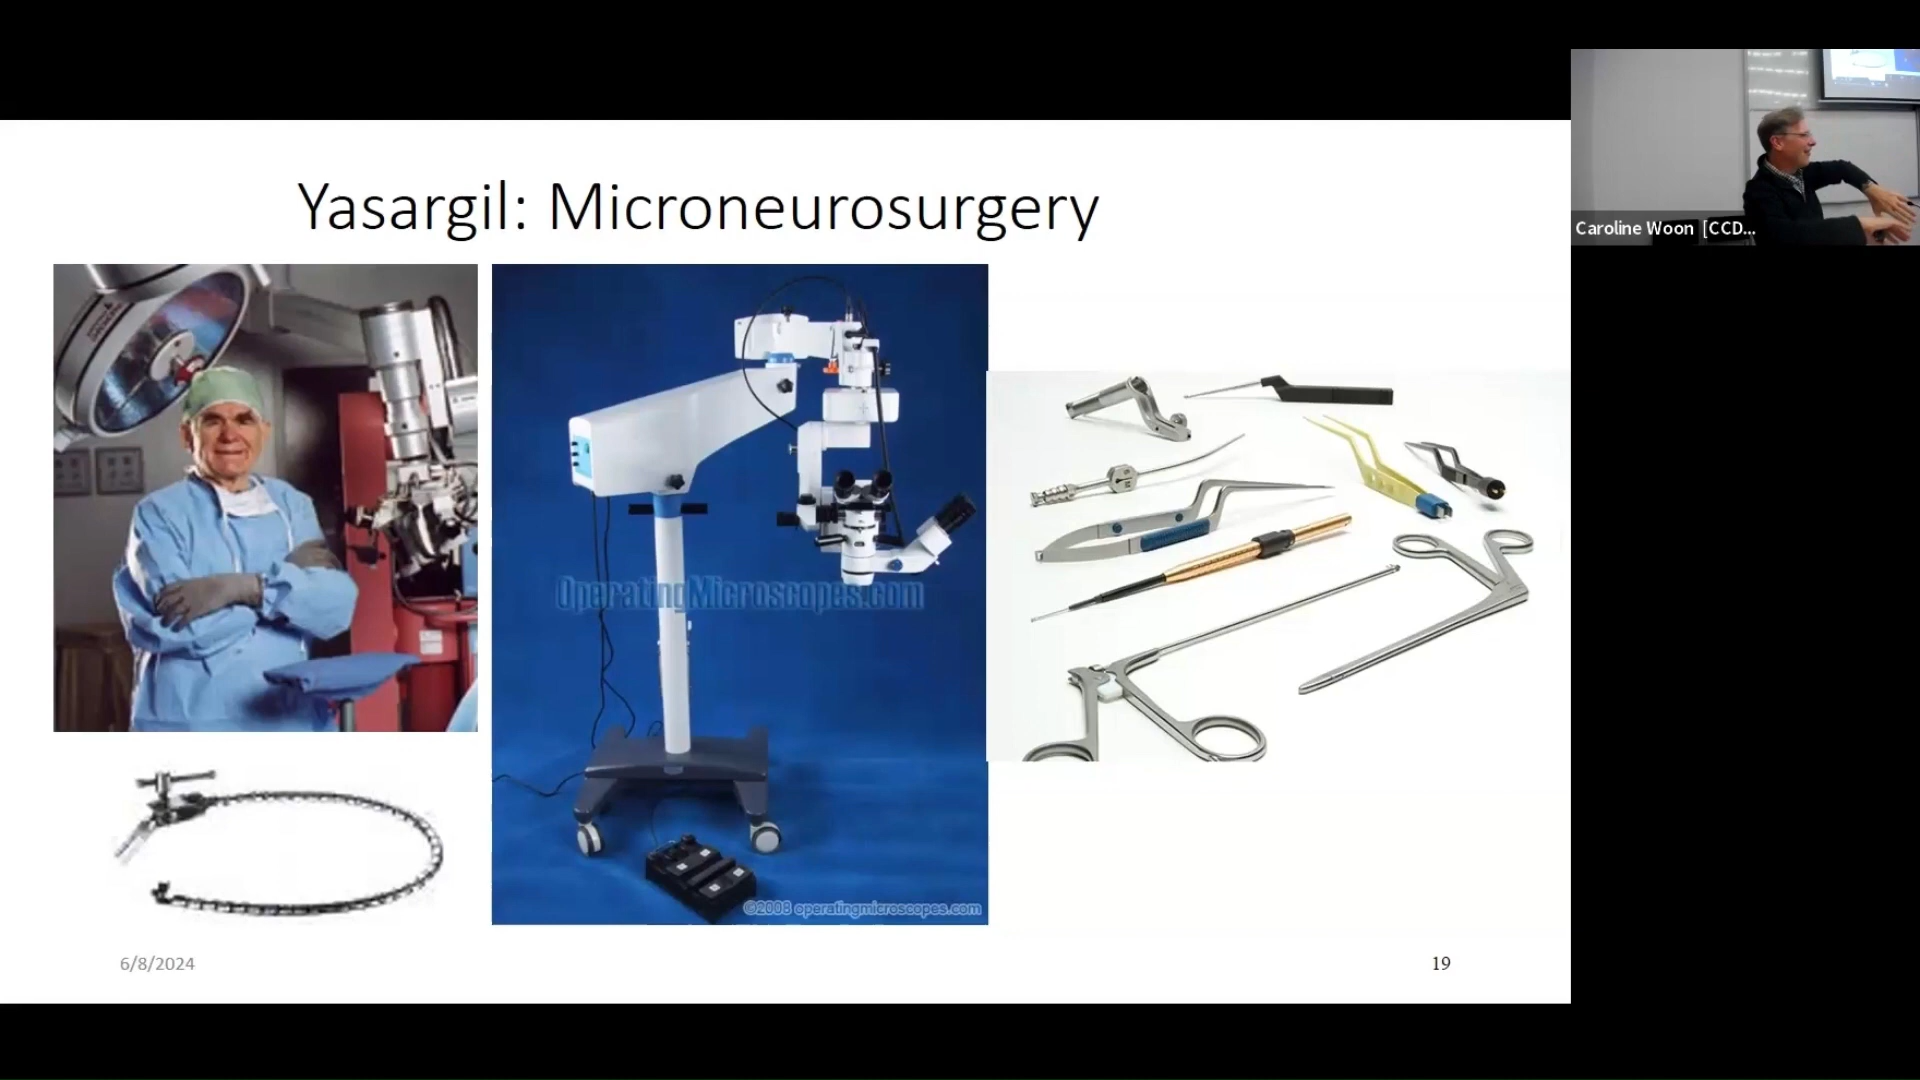 Yasargil: Microneurosurgery
Caroline Woon [CCD...
OperatingMicroscopes.com
©2008 operatingmicroscopes.com
6/8/2024
19